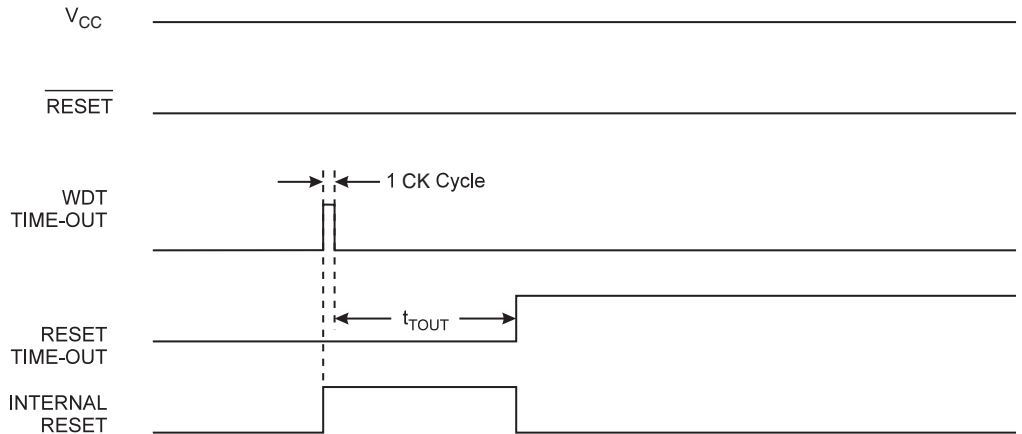 VCC
RESET
1 CK Cycle
WDT
TIME-OUT
tTOUT
RESET
TIME-OUT
INTERNAL
RESET